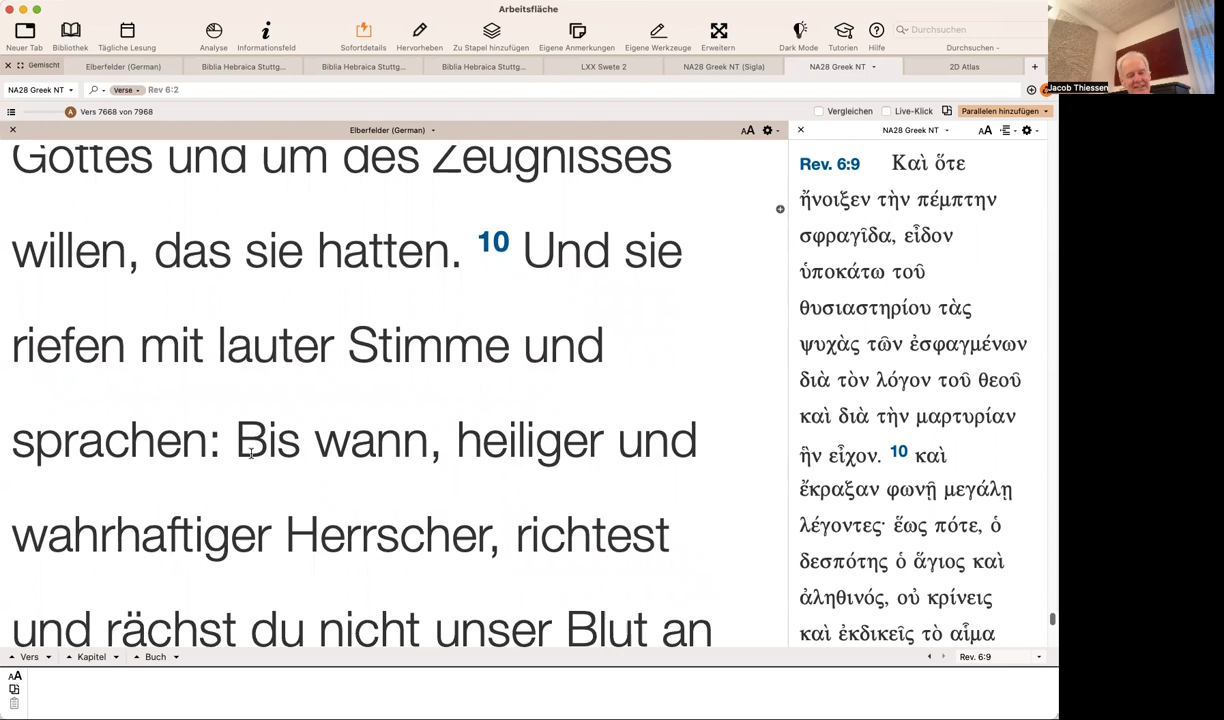 Arbeitsfläche
Neuer Tab Bibliothek Tägliche Lesung Analyse Informationsfeld Sofortdetails Hervorheben Zu Stapel hinzufügen Eigene Anmerkungen Eigene Werkzeuge Erweitern Dark Mode Tutorien Hilfe Durchsuchen
Durchsuchen
Gemischt Elberfelder (German) Biblia Hebraica Stuttg... Biblia Hebraica Stuttg... Biblia Hebraica Stuttg... LXX Swete 2 NA28 Greek NT (Sigla) NA28 Greek NT 2D Atlas
NA28 Greek NT Verse Rev 6:2
Vers 7668 von 7968 Vergleichen Live-Klick Parallelen hinzufügen
Elberfelder (German)
Gottes und um des Zeugnisses
willen, das sie hatten. 10 Und sie
riefen mit lauter Stimme und
sprachen: Bis wann, heiliger und
wahrhaftiger Herrscher, richtest
und rächst du nicht unser Blut an
NA28 Greek NT
Rev. 6:9 Καὶ ὅτε
ἤνοιξεν τὴν πέμπτην
σφραγῖδα, εἶδον
ὑποκάτω τοῦ
θυσιαστηρίου τὰς
ψυχὰς τῶν ἐσφαγμένων
διὰ τὸν λόγον τοῦ θεοῦ
καὶ διὰ τὴν μαρτυρίαν
ἣν εἶχον. 10 καὶ
ἔκραξαν φωνῇ μεγάλῃ
λέγοντες· ἕως πότε, ὁ
δεσπότης ὁ ἅγιος καὶ
ἀληθινός, οὐ κρίνεις
καὶ ἐκδικεῖς τὸ αἷμα
Vers Kapitel Buch Rev. 6:9
Jacob Thiessen